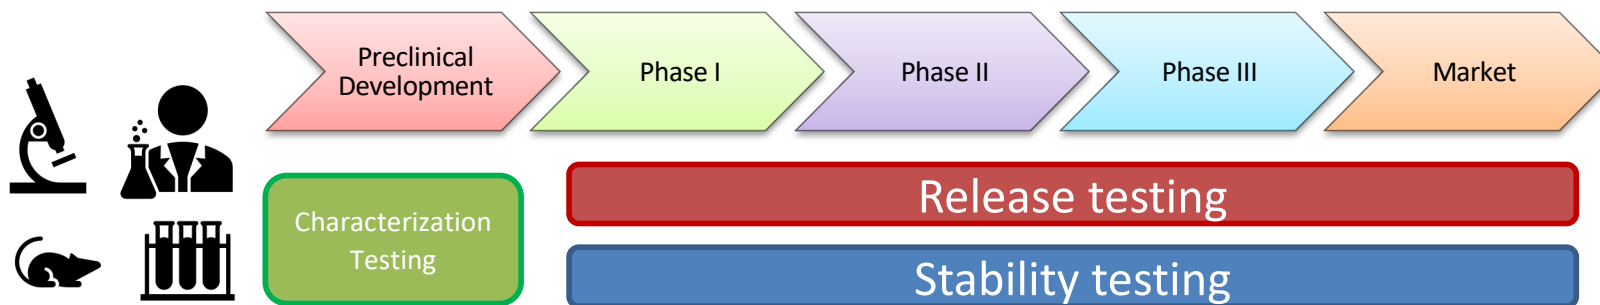 Preclinical
Development
Phase I
Phase II
Phase III
Market
Characterization
Testing
Release testing
Stability testing